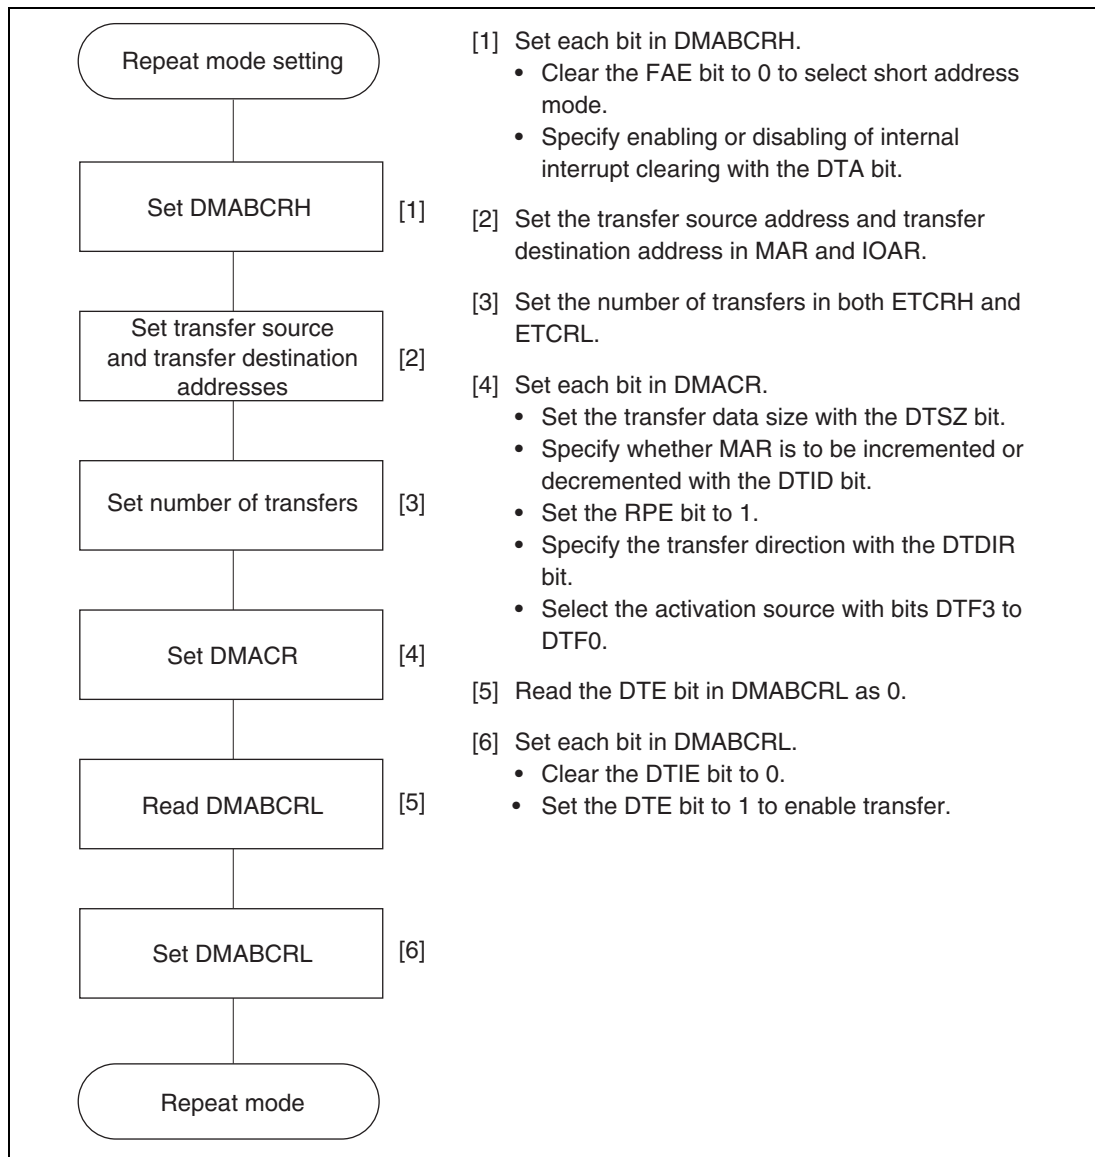 Repeat mode setting
Set DMABCRH
[1]
Set transfer source
and transfer destination
addresses
[2]
Set number of transfers
[3]
Set DMACR
[4]
Read DMABCRL
[5]
Set DMABCRL
[6]
Repeat mode
[1] Set each bit in DMABCRH.
• Clear the FAE bit to 0 to select short address
mode.
• Specify enabling or disabling of internal
interrupt clearing with the DTA bit.
[2] Set the transfer source address and transfer
destination address in MAR and IOAR.
[3] Set the number of transfers in both ETCRH and
ETCRL.
[4] Set each bit in DMACR.
• Set the transfer data size with the DTSZ bit.
• Specify whether MAR is to be incremented or
decremented with the DTID bit.
• Set the RPE bit to 1.
• Specify the transfer direction with the DTDIR
bit.
• Select the activation source with bits DTF3 to
DTF0.
[5] Read the DTE bit in DMABCRL as 0.
[6] Set each bit in DMABCRL.
• Clear the DTIE bit to 0.
• Set the DTE bit to 1 to enable transfer.